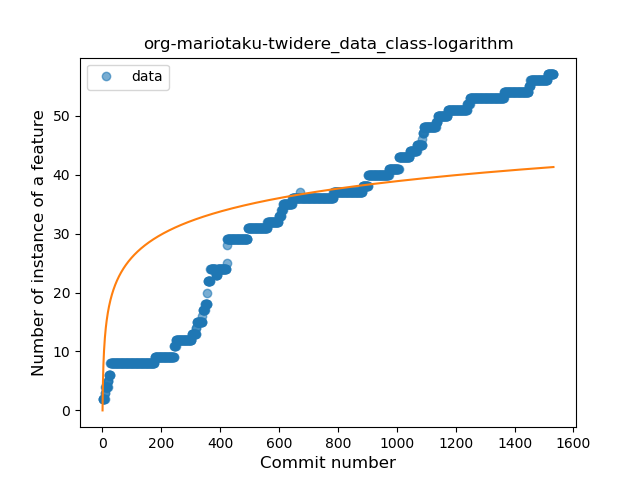 org-mariotaku-twidere_data_class-logarithm
data
Number of instance of a feature
50
40
30
20
10
0
0 200 400 600 800 1000 1200 1400 1600
Commit number